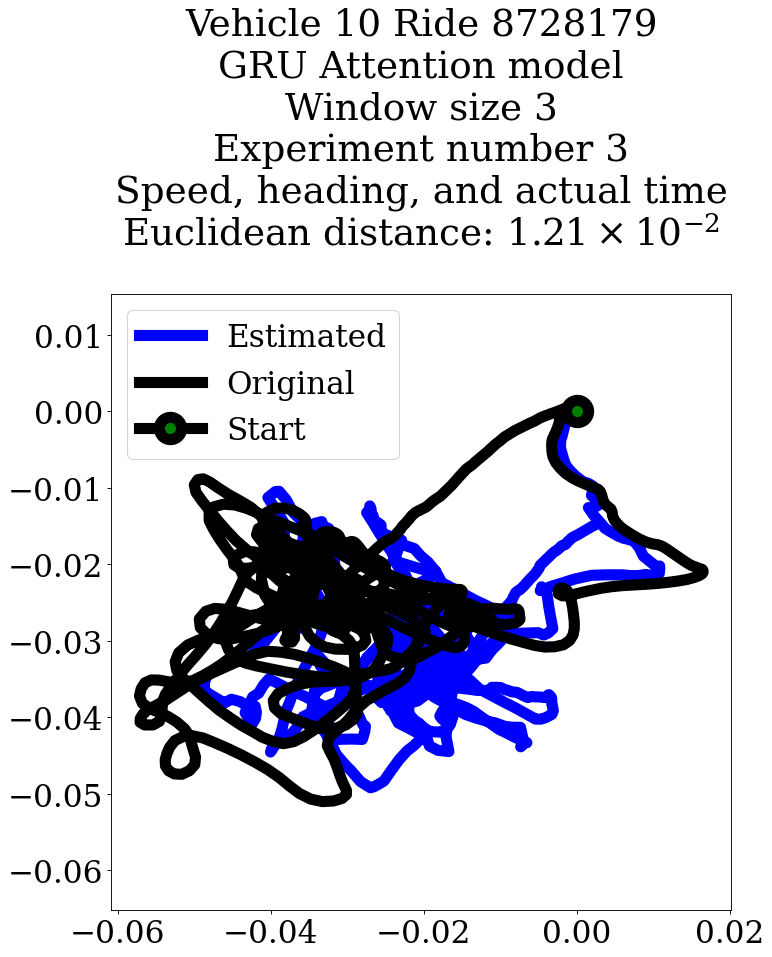 Vehicle 10 Ride 8728179
GRU Attention model
Window size 3
Experiment number 3
Speed, heading, and actual time
Euclidean distance: 1.21 × 10⁻²
Estimated
Original
Start
0.01
0.00
−0.01
−0.02
−0.03
−0.04
−0.05
−0.06
−0.06 −0.04 −0.02 0.00 0.02